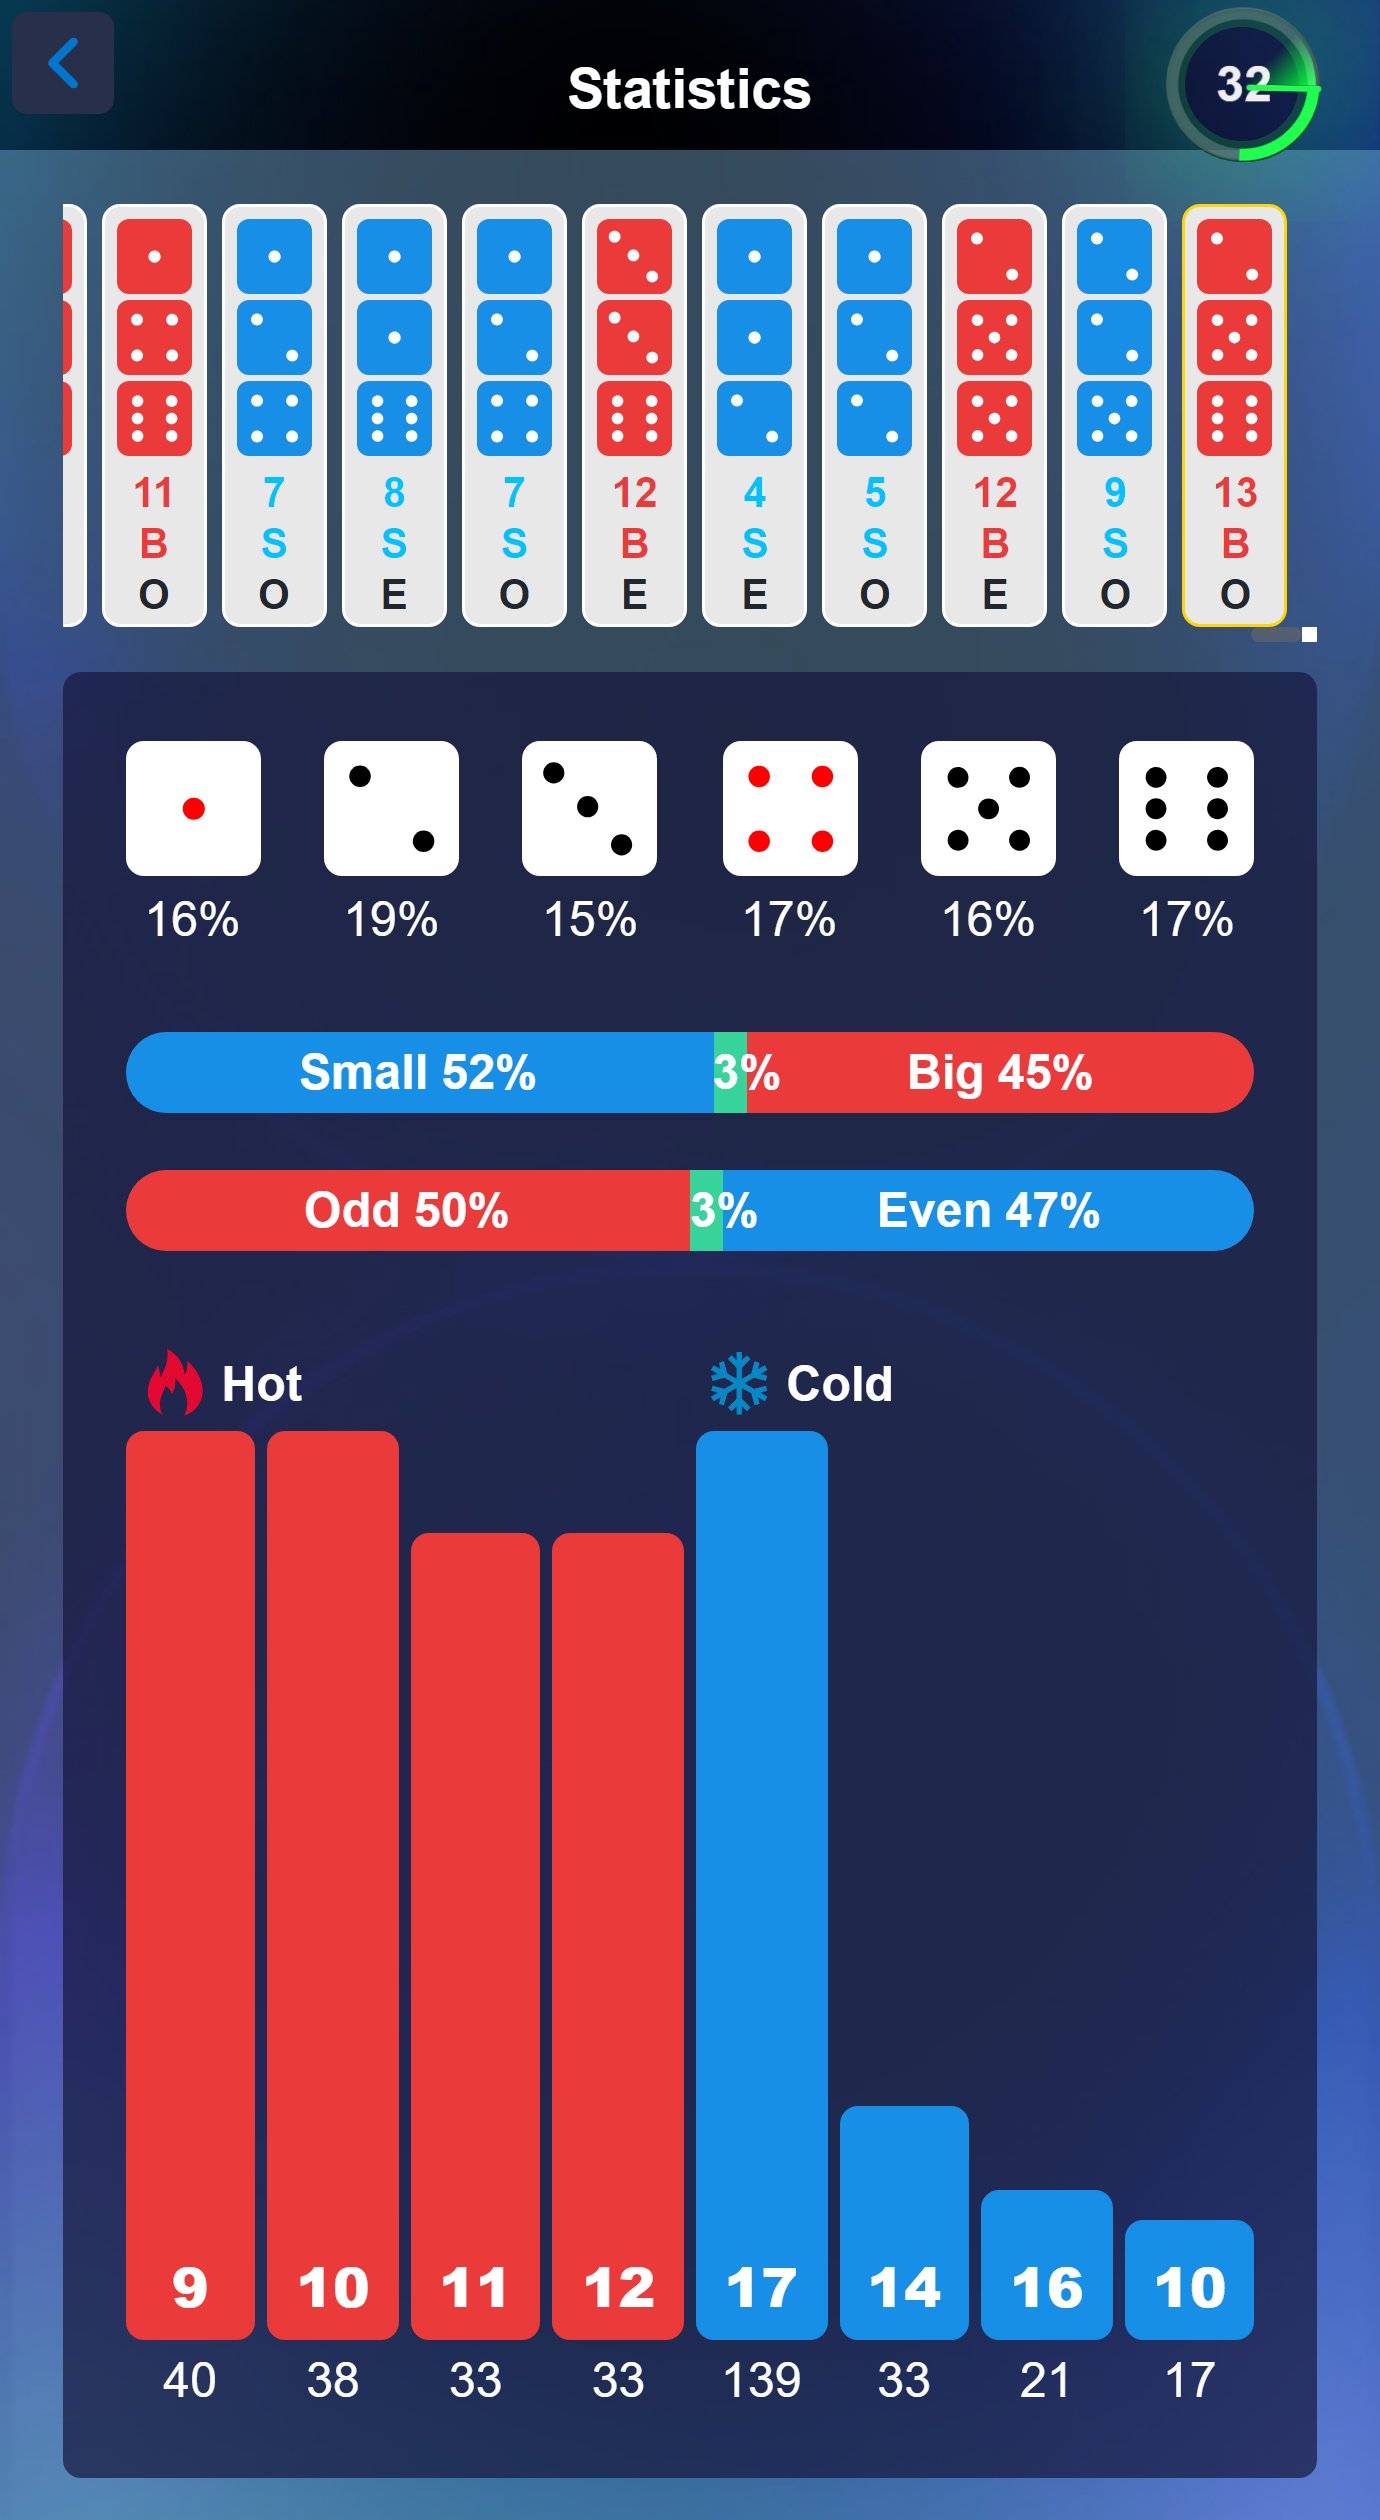 Statistics
32
11 7 8 7 12 4 5 12 9 13
B S S S B S S B S B
O O E O E E O E O O
16% 19% 15% 17% 16% 17%
Small 52% 3% Big 45%
Odd 50% 3% Even 47%
Hot Cold
9 10 11 12 17 14 16 10
40 38 33 33 139 33 21 17